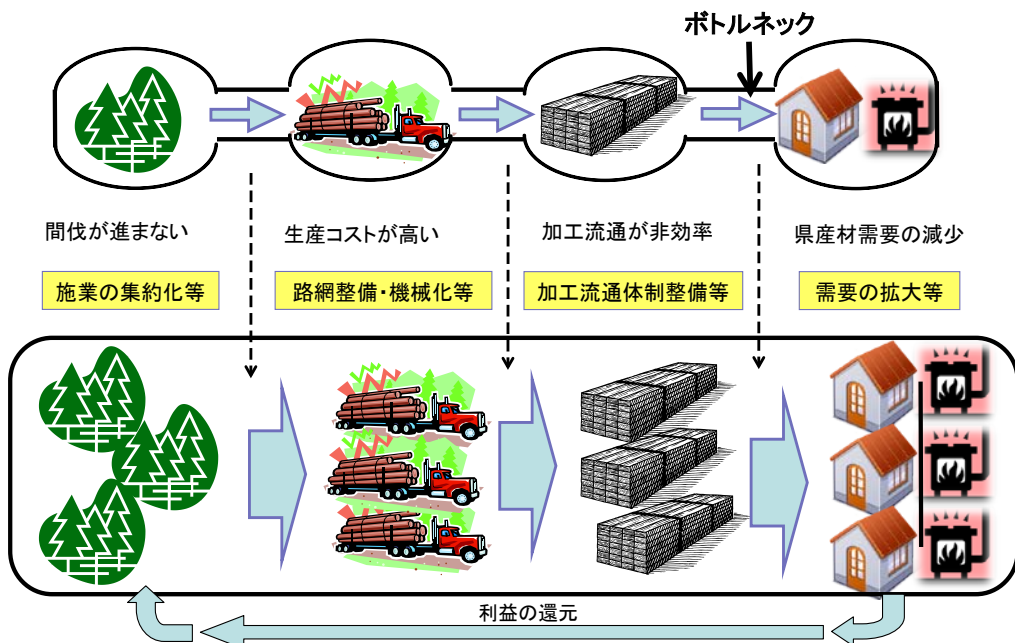 ボトルネック
間伐が進まない
生産コストが高い
加工流通が非効率
県産材需要の減少
施業の集約化等
路網整備・機械化等
加工流通体制整備等
需要の拡大等
利益の還元